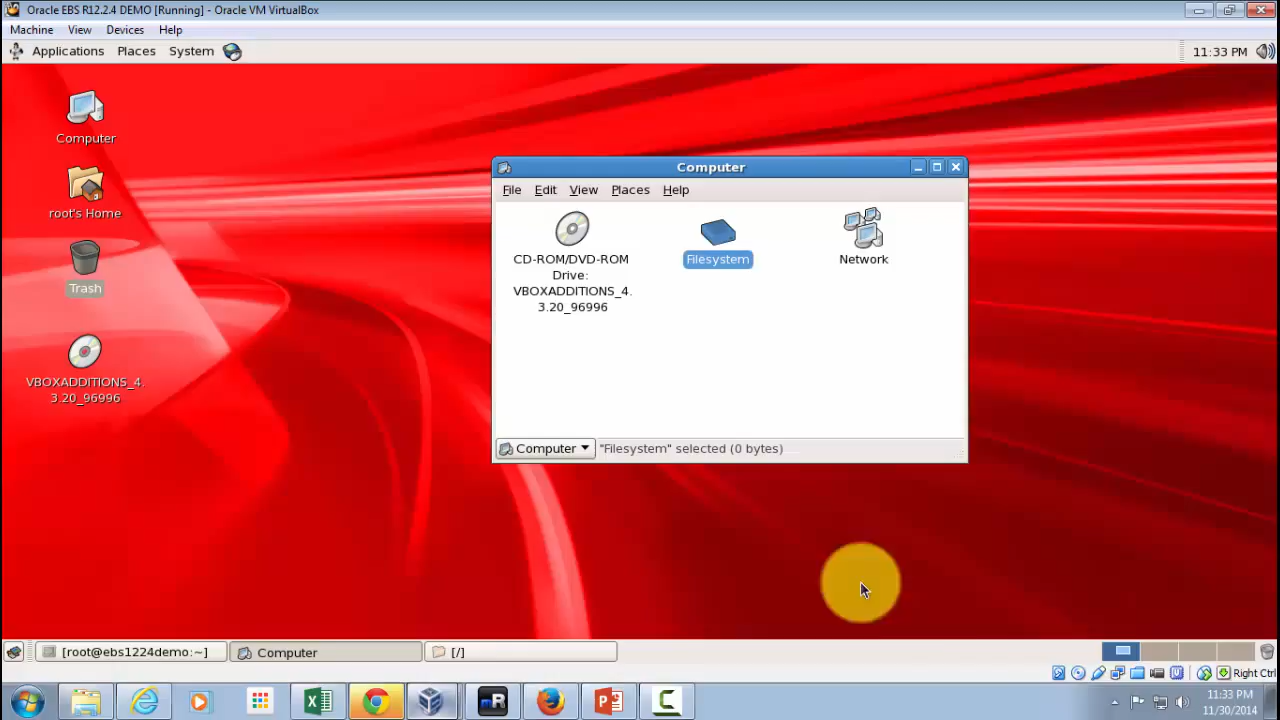 Oracle EBS R12.2.4 DEMO [Running] - Oracle VM VirtualBox
Machine View Devices Help
Applications Places System 11:33 PM
Computer
root's Home
Trash
VBOXADDITIONS_4.
3.20_96996
Computer
File Edit View Places Help
CD-ROM/DVD-ROM
Drive:
VBOXADDITIONS_4.
3.20_96996
Filesystem
Network
Computer "Filesystem" selected (0 bytes)
[root@ebs1224demo:~] Computer [/]
Right Ctrl
11:33 PM
11/30/2014